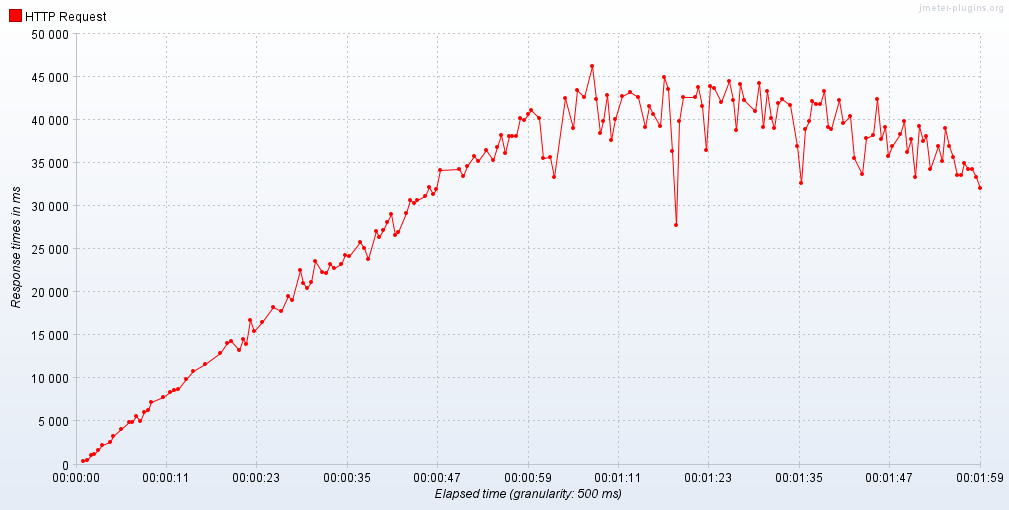 jmeter-plugins.org
HTTP Request
50 000
45 000
40 000
35 000
30 000
25 000
20 000
15 000
10 000
5 000
0
Response times in ms
00:00:00 00:00:11 00:00:23 00:00:35 00:00:47 00:00:59 00:01:11 00:01:23 00:01:35 00:01:47 00:01:59
Elapsed time (granularity: 500 ms)